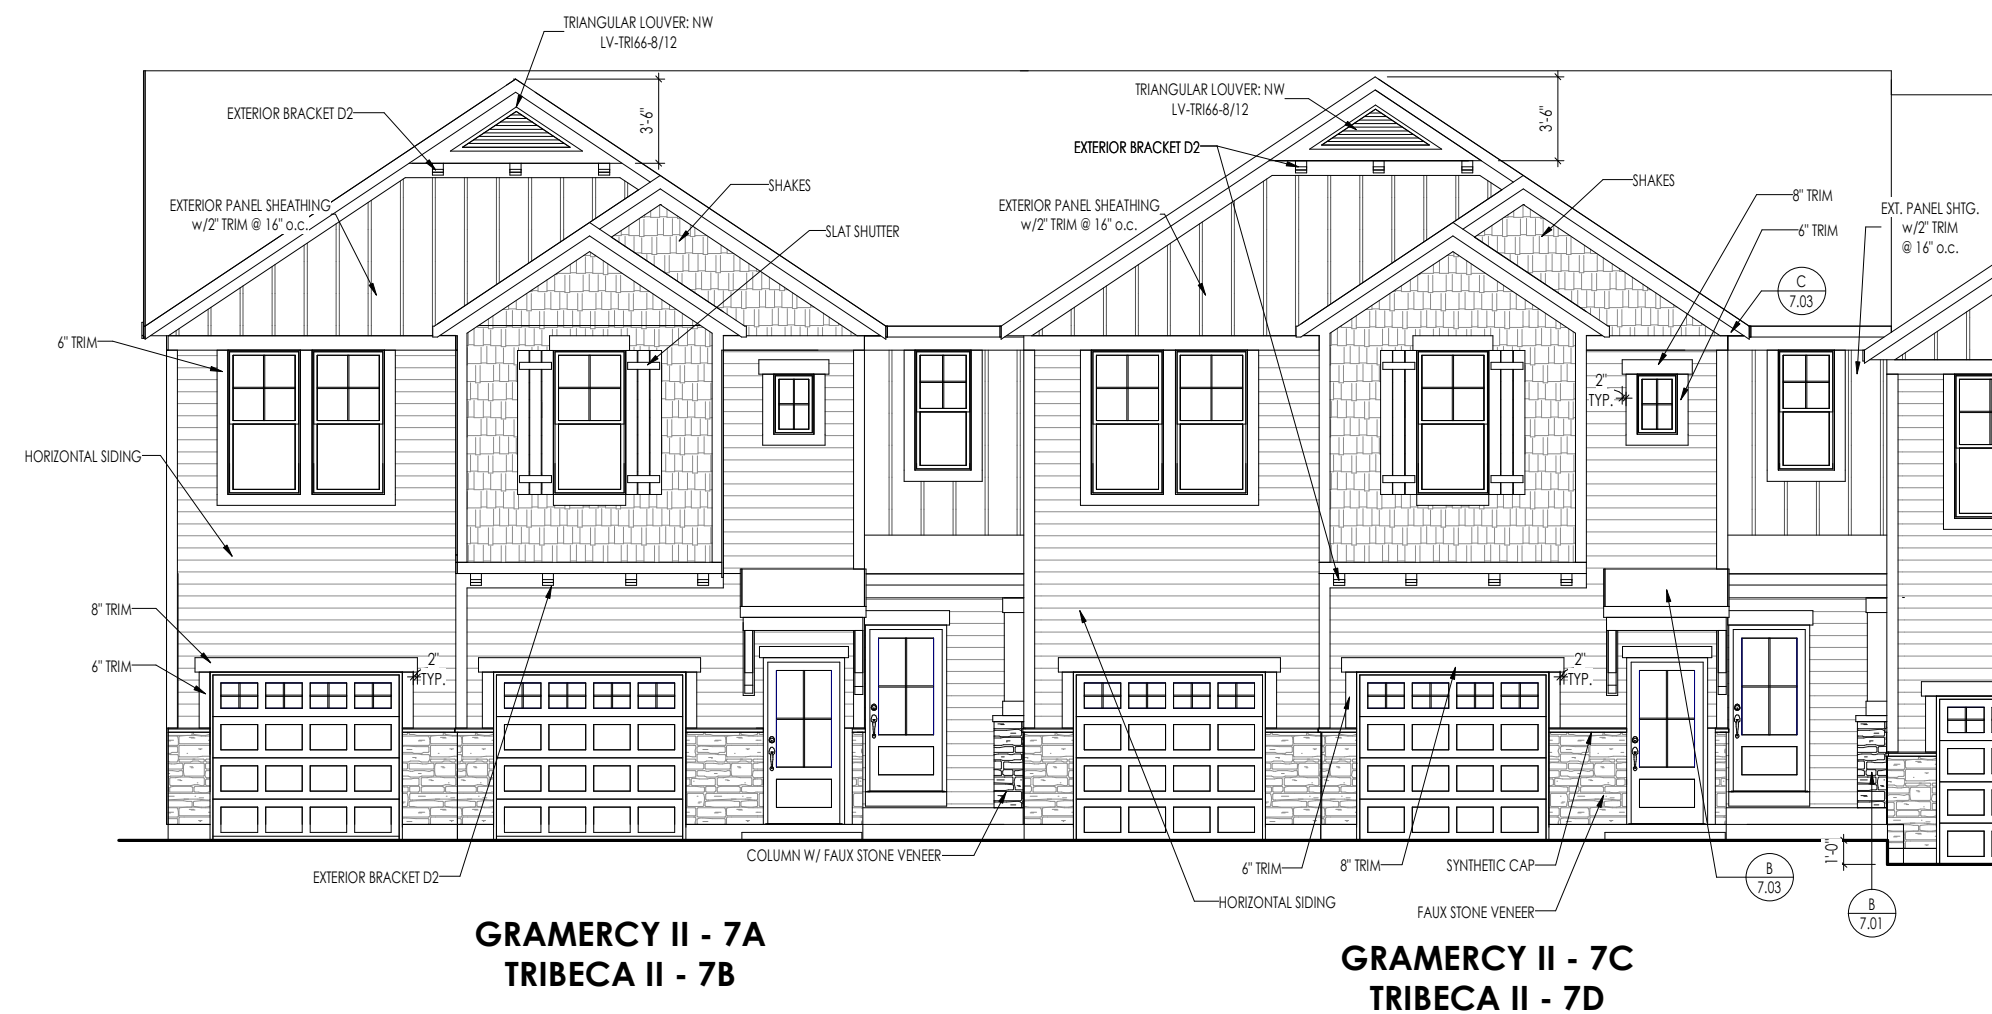 TRIANGULAR LOUVER: NW
LV-TRI66-8/12
EXTERIOR BRACKET D2
3'-6"
TRIANGULAR LOUVER: NW
LV-TRI66-8/12
3'-6"
EXTERIOR BRACKET D2
SHAKES
SHAKES
EXTERIOR PANEL SHEATHING
w/2" TRIM @ 16" o.c.
SLAT SHUTTER
EXTERIOR PANEL SHEATHING
w/2" TRIM @ 16" o.c.
8" TRIM
6" TRIM
EXT. PANEL SHTG.
w/2" TRIM
@ 16" o.c.
C
7.03
6" TRIM
2"
TYP.
HORIZONTAL SIDING
8" TRIM
6" TRIM
2"
TYP.
2"
TYP.
EXTERIOR BRACKET D2
COLUMN W/ FAUX STONE VENEER
6" TRIM
8" TRIM
SYNTHETIC CAP
1'-0"
B
7.03
HORIZONTAL SIDING
FAUX STONE VENEER
B
7.01
GRAMERCY II - 7A
TRIBECA II - 7B
GRAMERCY II - 7C
TRIBECA II - 7D